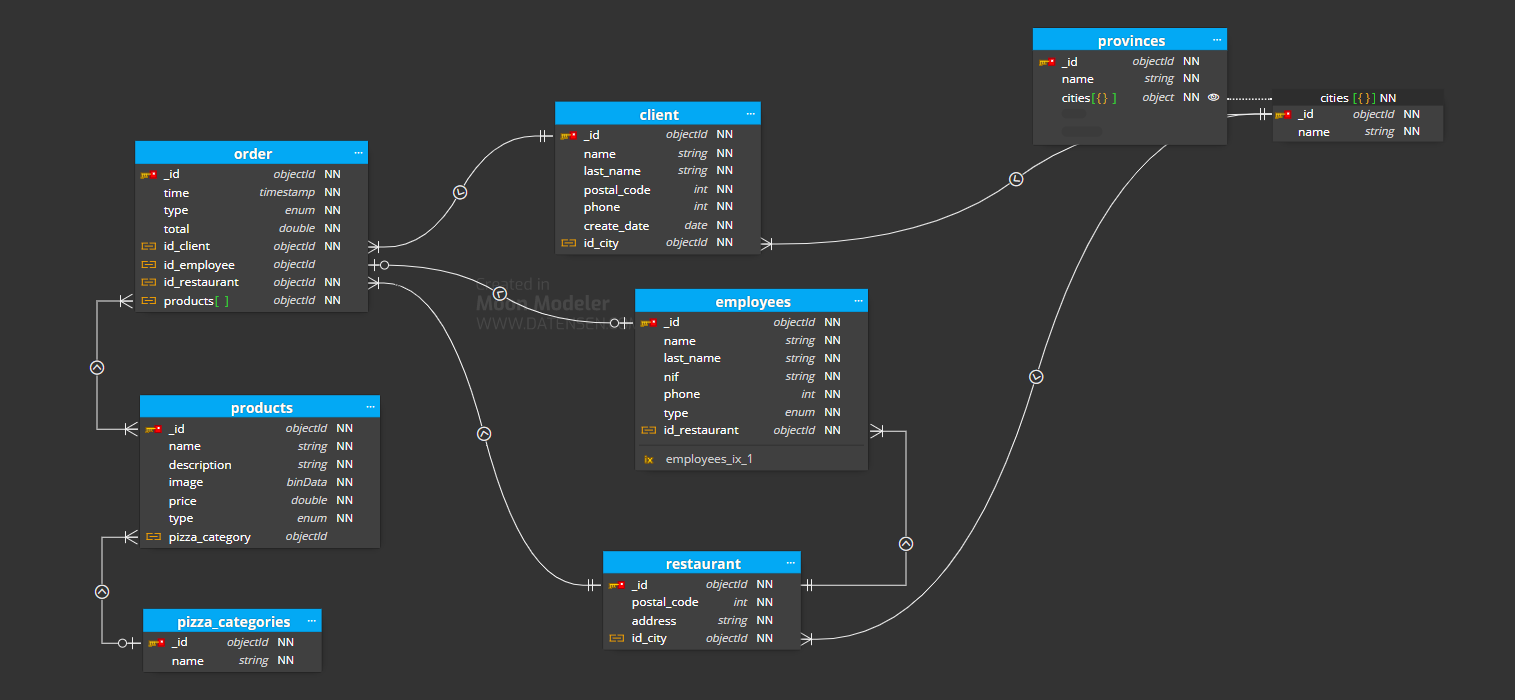 provinces ...
_id objectId NN
name string NN
cities[{} ] object NN
cities [{}] NN
_id objectId NN
name string NN
client ...
_id objectId NN
name string NN
last_name string NN
postal_code int NN
phone int NN
create_date date NN
id_city objectId NN
order ...
_id objectId NN
time timestamp NN
type enum NN
total double NN
id_client objectId NN
id_employee objectId
id_restaurant objectId NN
products[ ] objectId NN
Created in
Moon Modeler
employees ...
_id objectId NN
name string NN
last_name string NN
nif string NN
phone int NN
type enum NN
id_restaurant objectId NN
ix employees_ix_1
products ...
_id objectId NN
name string NN
description string NN
image binData NN
price double NN
type enum NN
pizza_category objectId
restaurant ...
_id objectId NN
postal_code int NN
address string NN
id_city objectId NN
pizza_categories ...
_id objectId NN
name string NN